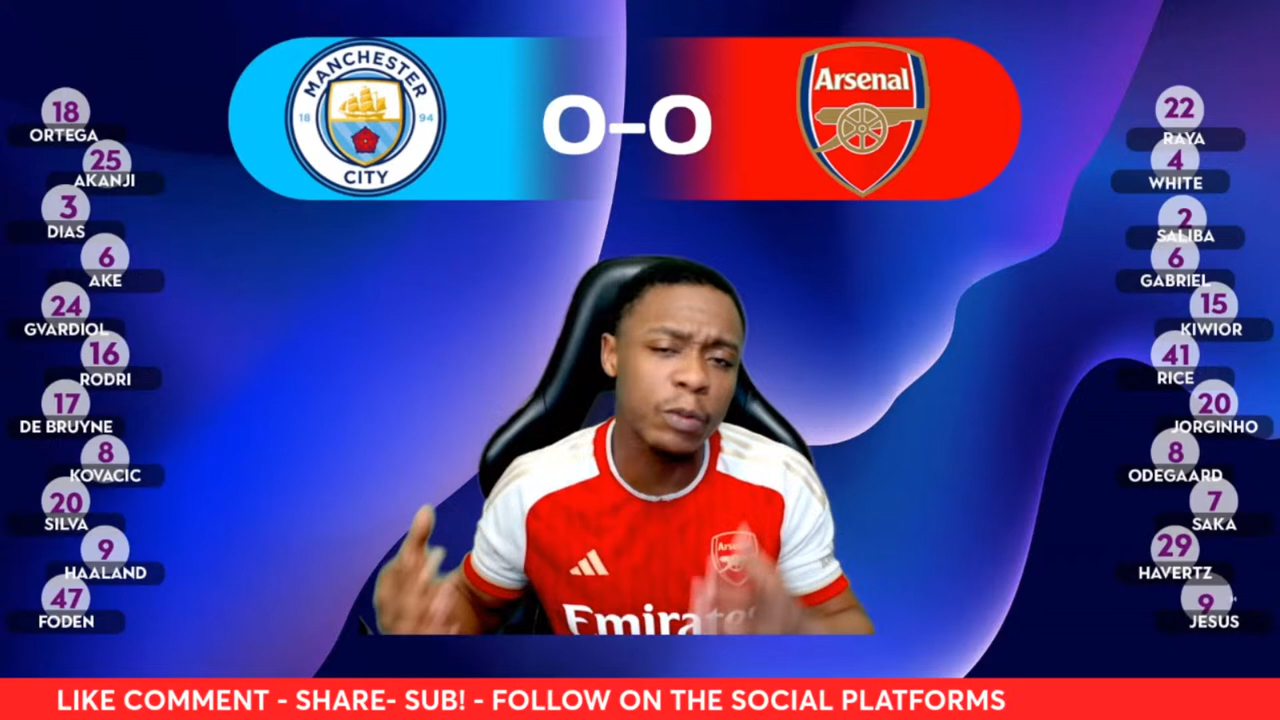 MANCHESTER
18 94
CITY
0-0
Arsenal
18
ORTEGA
25
AKANJI
3
DIAS
6
AKE
24
GVARDIOL
16
RODRI
17
DE BRUYNE
8
KOVACIC
20
SILVA
9
HAALAND
47
FODEN
22
RAYA
4
WHITE
2
SALIBA
6
GABRIEL
15
KIWIOR
41
RICE
20
JORGINHO
8
ODEGAARD
7
SAKA
29
HAVERTZ
9
JESUS
Arsenal
Emirates
LIKE COMMENT - SHARE- SUB! - FOLLOW ON THE SOCIAL PLATFORMS